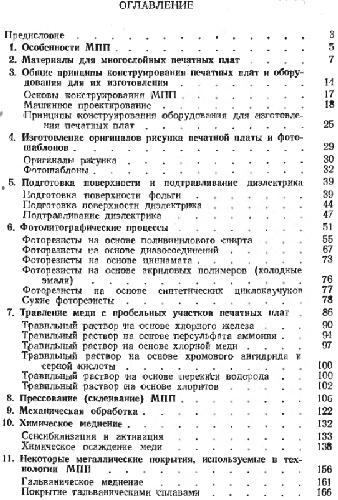 ОГЛАВЛЕНИЕ
Предисловие . . . . . . . . 3
1. Особенности МПП . . . . . . . . 5
2. Материалы для многослойных печатных плат . . . . 7
3. Общие принципы конструирования печатных плат и обору-
дования для их изготовления . . . . . . 14
Основы конструирования МПП . . . . . . 17
Машинное проектирование . . . . . . 18
Принципы конструирования оборудования для изготовле-
ния печатных плат . . . . . . 25
4. Изготовление оригиналов рисунка печатной платы и фото-
шаблонов . . . . . . 29
Оригиналы рисунка . . . . . . 30
Фотошаблоны . . . . . . 32
5. Подготовка поверхности и подтравливание диэлектрика 39
Подготовка поверхности фольги . . . . . 39
Подготовка поверхности диэлектрика . . . . 44
Подтравливание диэлектрика . . . . . 47
6. Фотолитографические процессы . . . . . 51
Фоторезисты на основе поливинилового спирта . . 55
Фоторезисты на основе диазосоединений . . . 67
Фоторезисты на основе циннамата . . . . 73
Фоторезисты на основе акриловых полимеров (холодные
эмали) . . . . . . 76
Фоторезисты на основе синтетических циклокаучуков 77
Сухие фоторезисты . . . . . . 78
7. Травление меди с пробельных участков печатных плат . 86
Травильный раствор на основе хлорного железа . . 90
Травильный раствор на основе персульфата аммония . . 94
Травильный раствор на основе хлорной меди . . . 97
Травильный раствор на основе хромового ангидрида и
серной кислоты . . . . . . 100
Травильный раствор на основе перекиси водорода . . 100
Травильный раствор на основе хлоритов . . . 102
8. Прессование (склеивание) МПП . . . . . 106
9. Механическая обработка . . . . . . 122
10. Химическое меднение . . . . . . 132
Сенсибилизация и активация . . . . . 133
Химическое осаждение меди . . . . . 138
11. Некоторые металлические покрытия, используемые в тех-
нологии МПП . . . . . . 156
Гальваническое меднение . . . . . . 161
Покрытие гальваническими сплавами . . . . 166